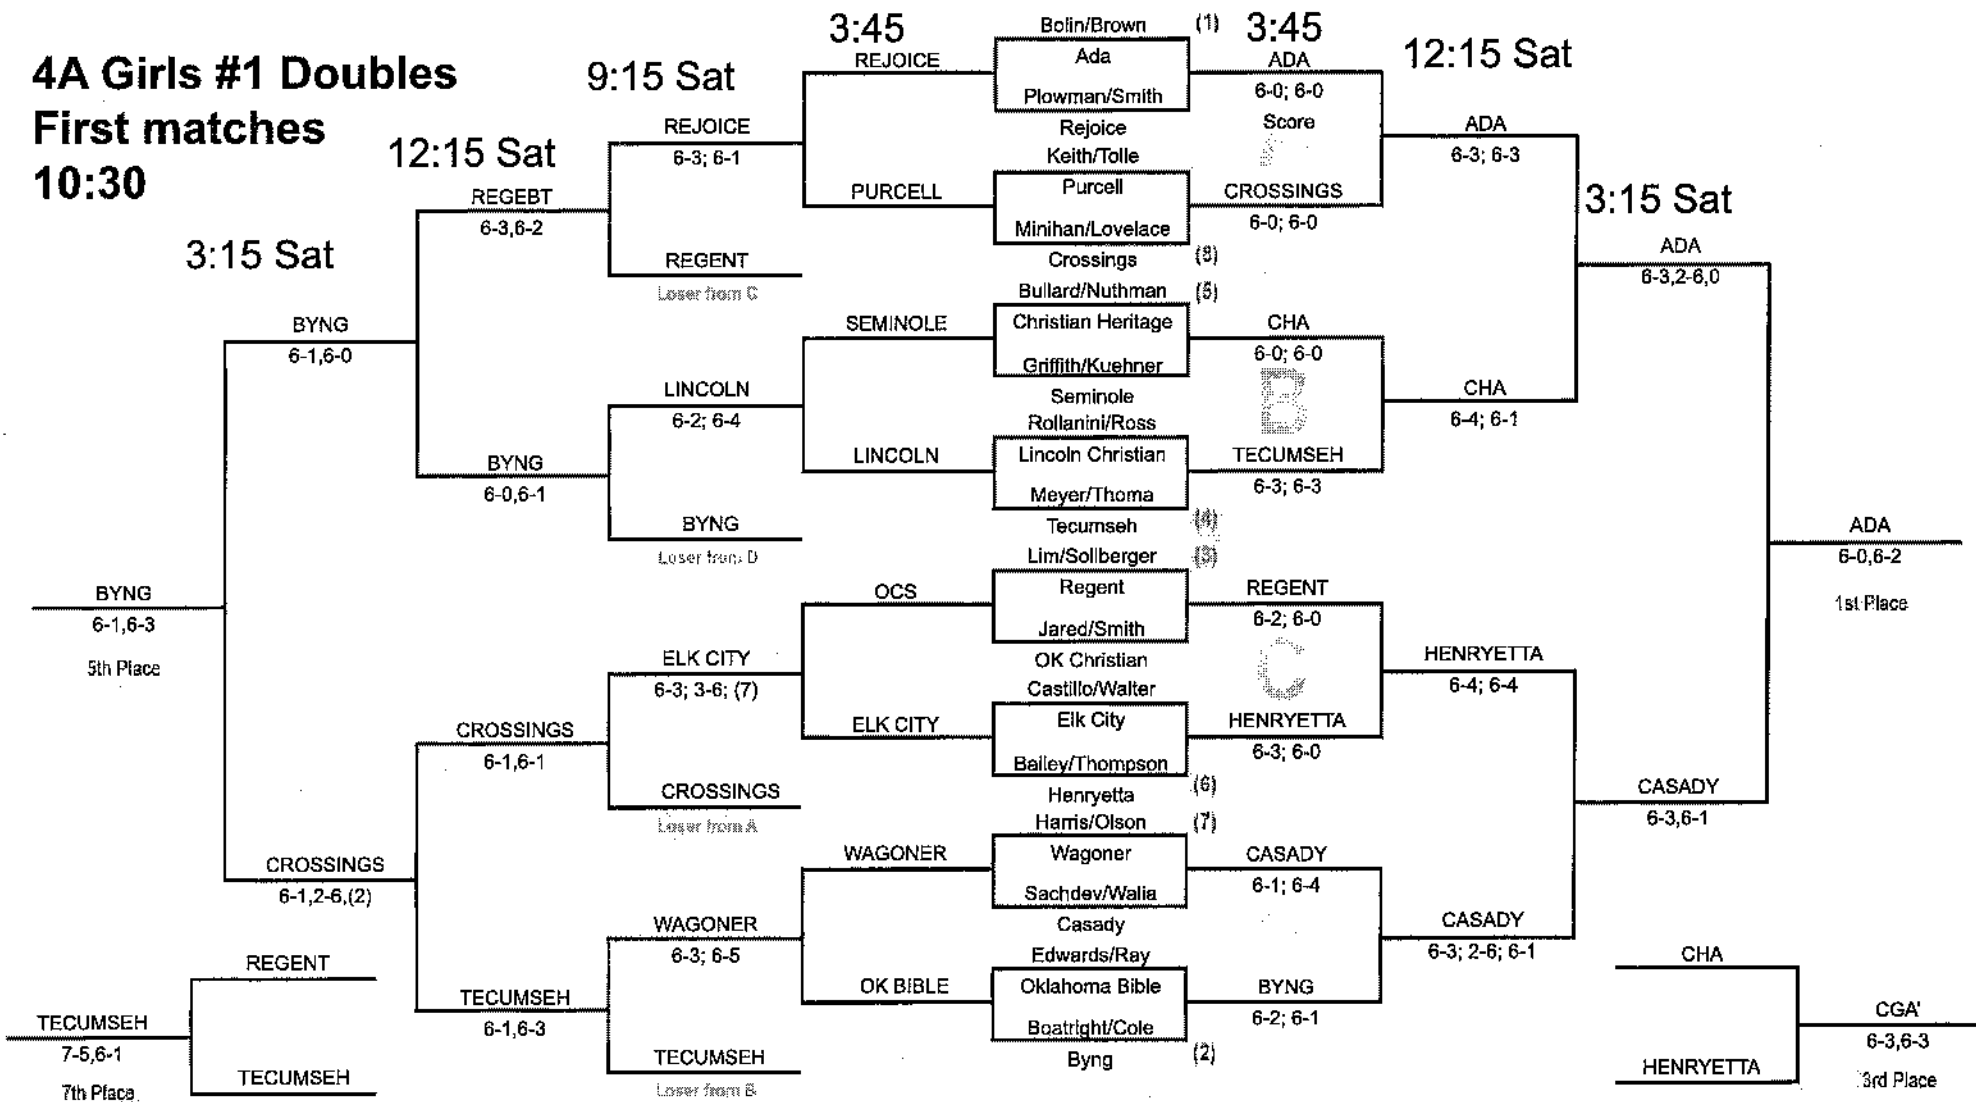 4A Girls #1 Doubles
First matches
10:30
3:15 Sat
12:15 Sat
9:15 Sat
3:45
3:45
12:15 Sat
3:15 Sat
BYNG
6-1,6-3
5th Place
BYNG
6-1,6-0
CROSSINGS
6-1,2-6,(2)
REGEBT
6-3,6-2
BYNG
6-0,6-1
CROSSINGS
6-1,6-1
TECUMSEH
6-1,6-3
REJOICE
6-3; 6-1
REGENT
Loser from C
LINCOLN
6-2; 6-4
BYNG
Loser from D
ELK CITY
6-3; 3-6; (7)
CROSSINGS
Loser from A
WAGONER
6-3; 6-5
TECUMSEH
Loser from B
REJOICE
PURCELL
SEMINOLE
LINCOLN
OCS
ELK CITY
WAGONER
OK BIBLE
Bolin/Brown (1)
Ada
Plowman/Smith
Rejoice
Keith/Tolle
Purcell
Minihan/Lovelace
Crossings (8)
Bullard/Nuthman (5)
Christian Heritage
Griffith/Kuehner
Seminole
Rollanini/Ross
Lincoln Christian
Meyer/Thoma
Tecumseh (4)
Lim/Sollberger (3)
Regent
Jared/Smith
OK Christian
Castillo/Walter
Elk City
Bailey/Thompson
Henryetta (6)
Harris/Olson (7)
Wagoner
Sachdev/Walia
Casady
Edwards/Ray
Oklahoma Bible
Boatright/Cole
Byng (2)
ADA
6-0; 6-0
Score
CROSSINGS
6-0; 6-0
CHA
6-0; 6-0
B
TECUMSEH
6-3; 6-3
REGENT
6-2; 6-0
C
HENRYETTA
6-3; 6-0
CASADY
6-1; 6-4
BYNG
6-2; 6-1
ADA
6-3; 6-3
CHA
6-4; 6-1
HENRYETTA
6-4; 6-4
CASADY
6-3; 2-6; 6-1
ADA
6-3,2-6,0
CASADY
6-3,6-1
ADA
6-0,6-2
1st Place
REGENT
TECUMSEH
TECUMSEH
7-5,6-1
7th Place
CHA
HENRYETTA
CGA'
6-3,6-3
3rd Place